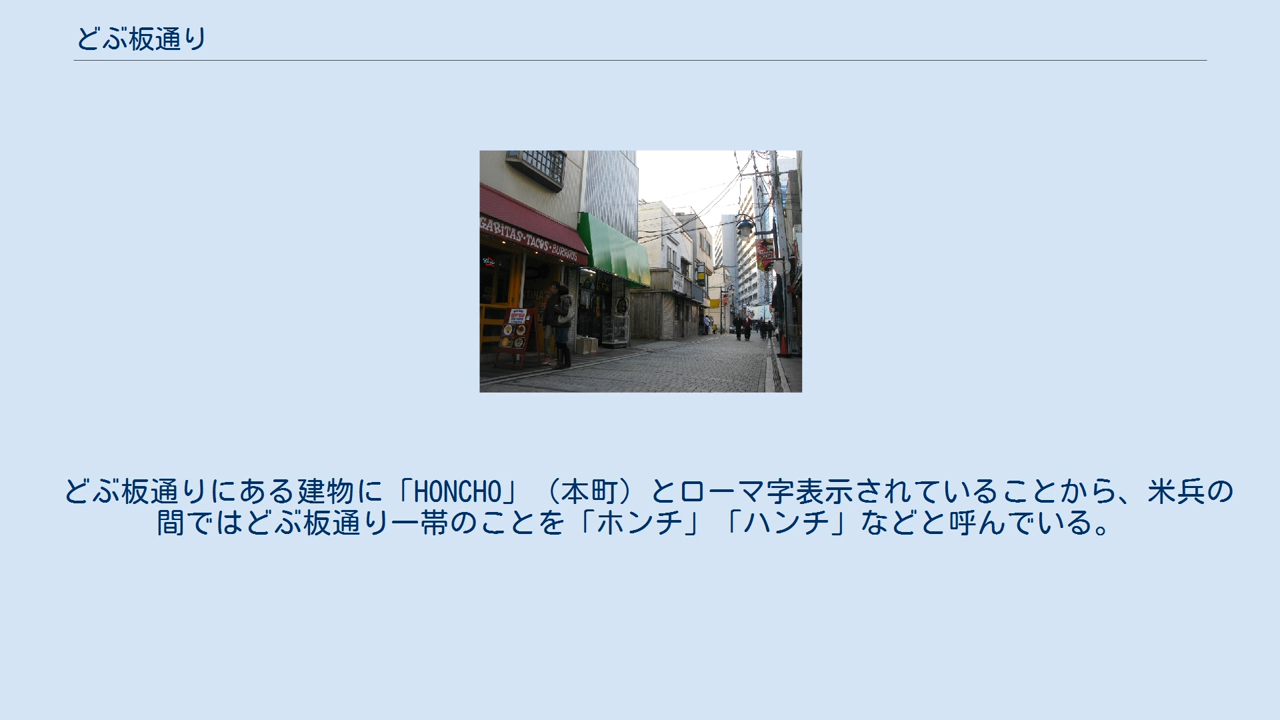 どぶ板通り
GABITAS・TACOS・BURRITOS
どぶ板通りにある建物に「HONCHO」（本町）とローマ字表示されていることから、米兵の
間ではどぶ板通り一帯のことを「ホンチ」「ハンチ」などと呼んでいる。